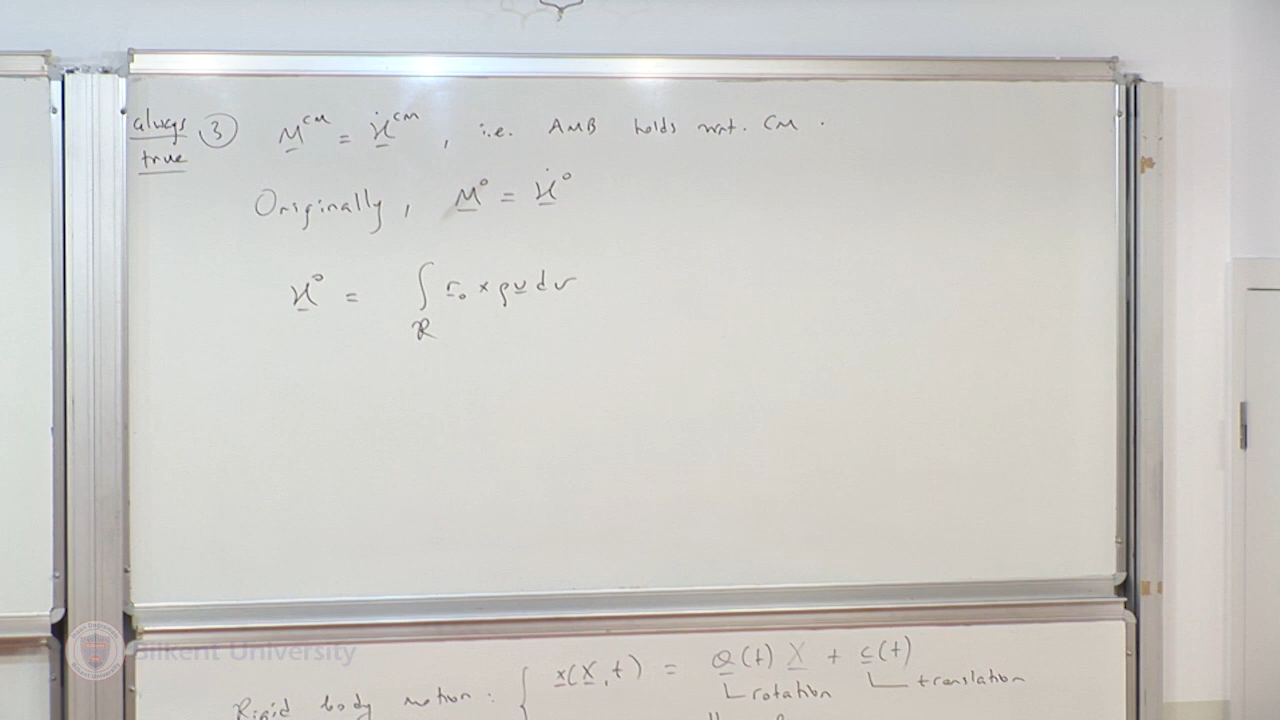 always ③ M^CM = Ḣ^CM , i.e. AMB holds wrt. CM .
true
Originally, M^o = Ḣ^o
H^o = ∫_R r_o × ρ v dv
Bilkent University
Rigid body motion : { x(X,t) = Q(t) X + c(t)
rotation translation